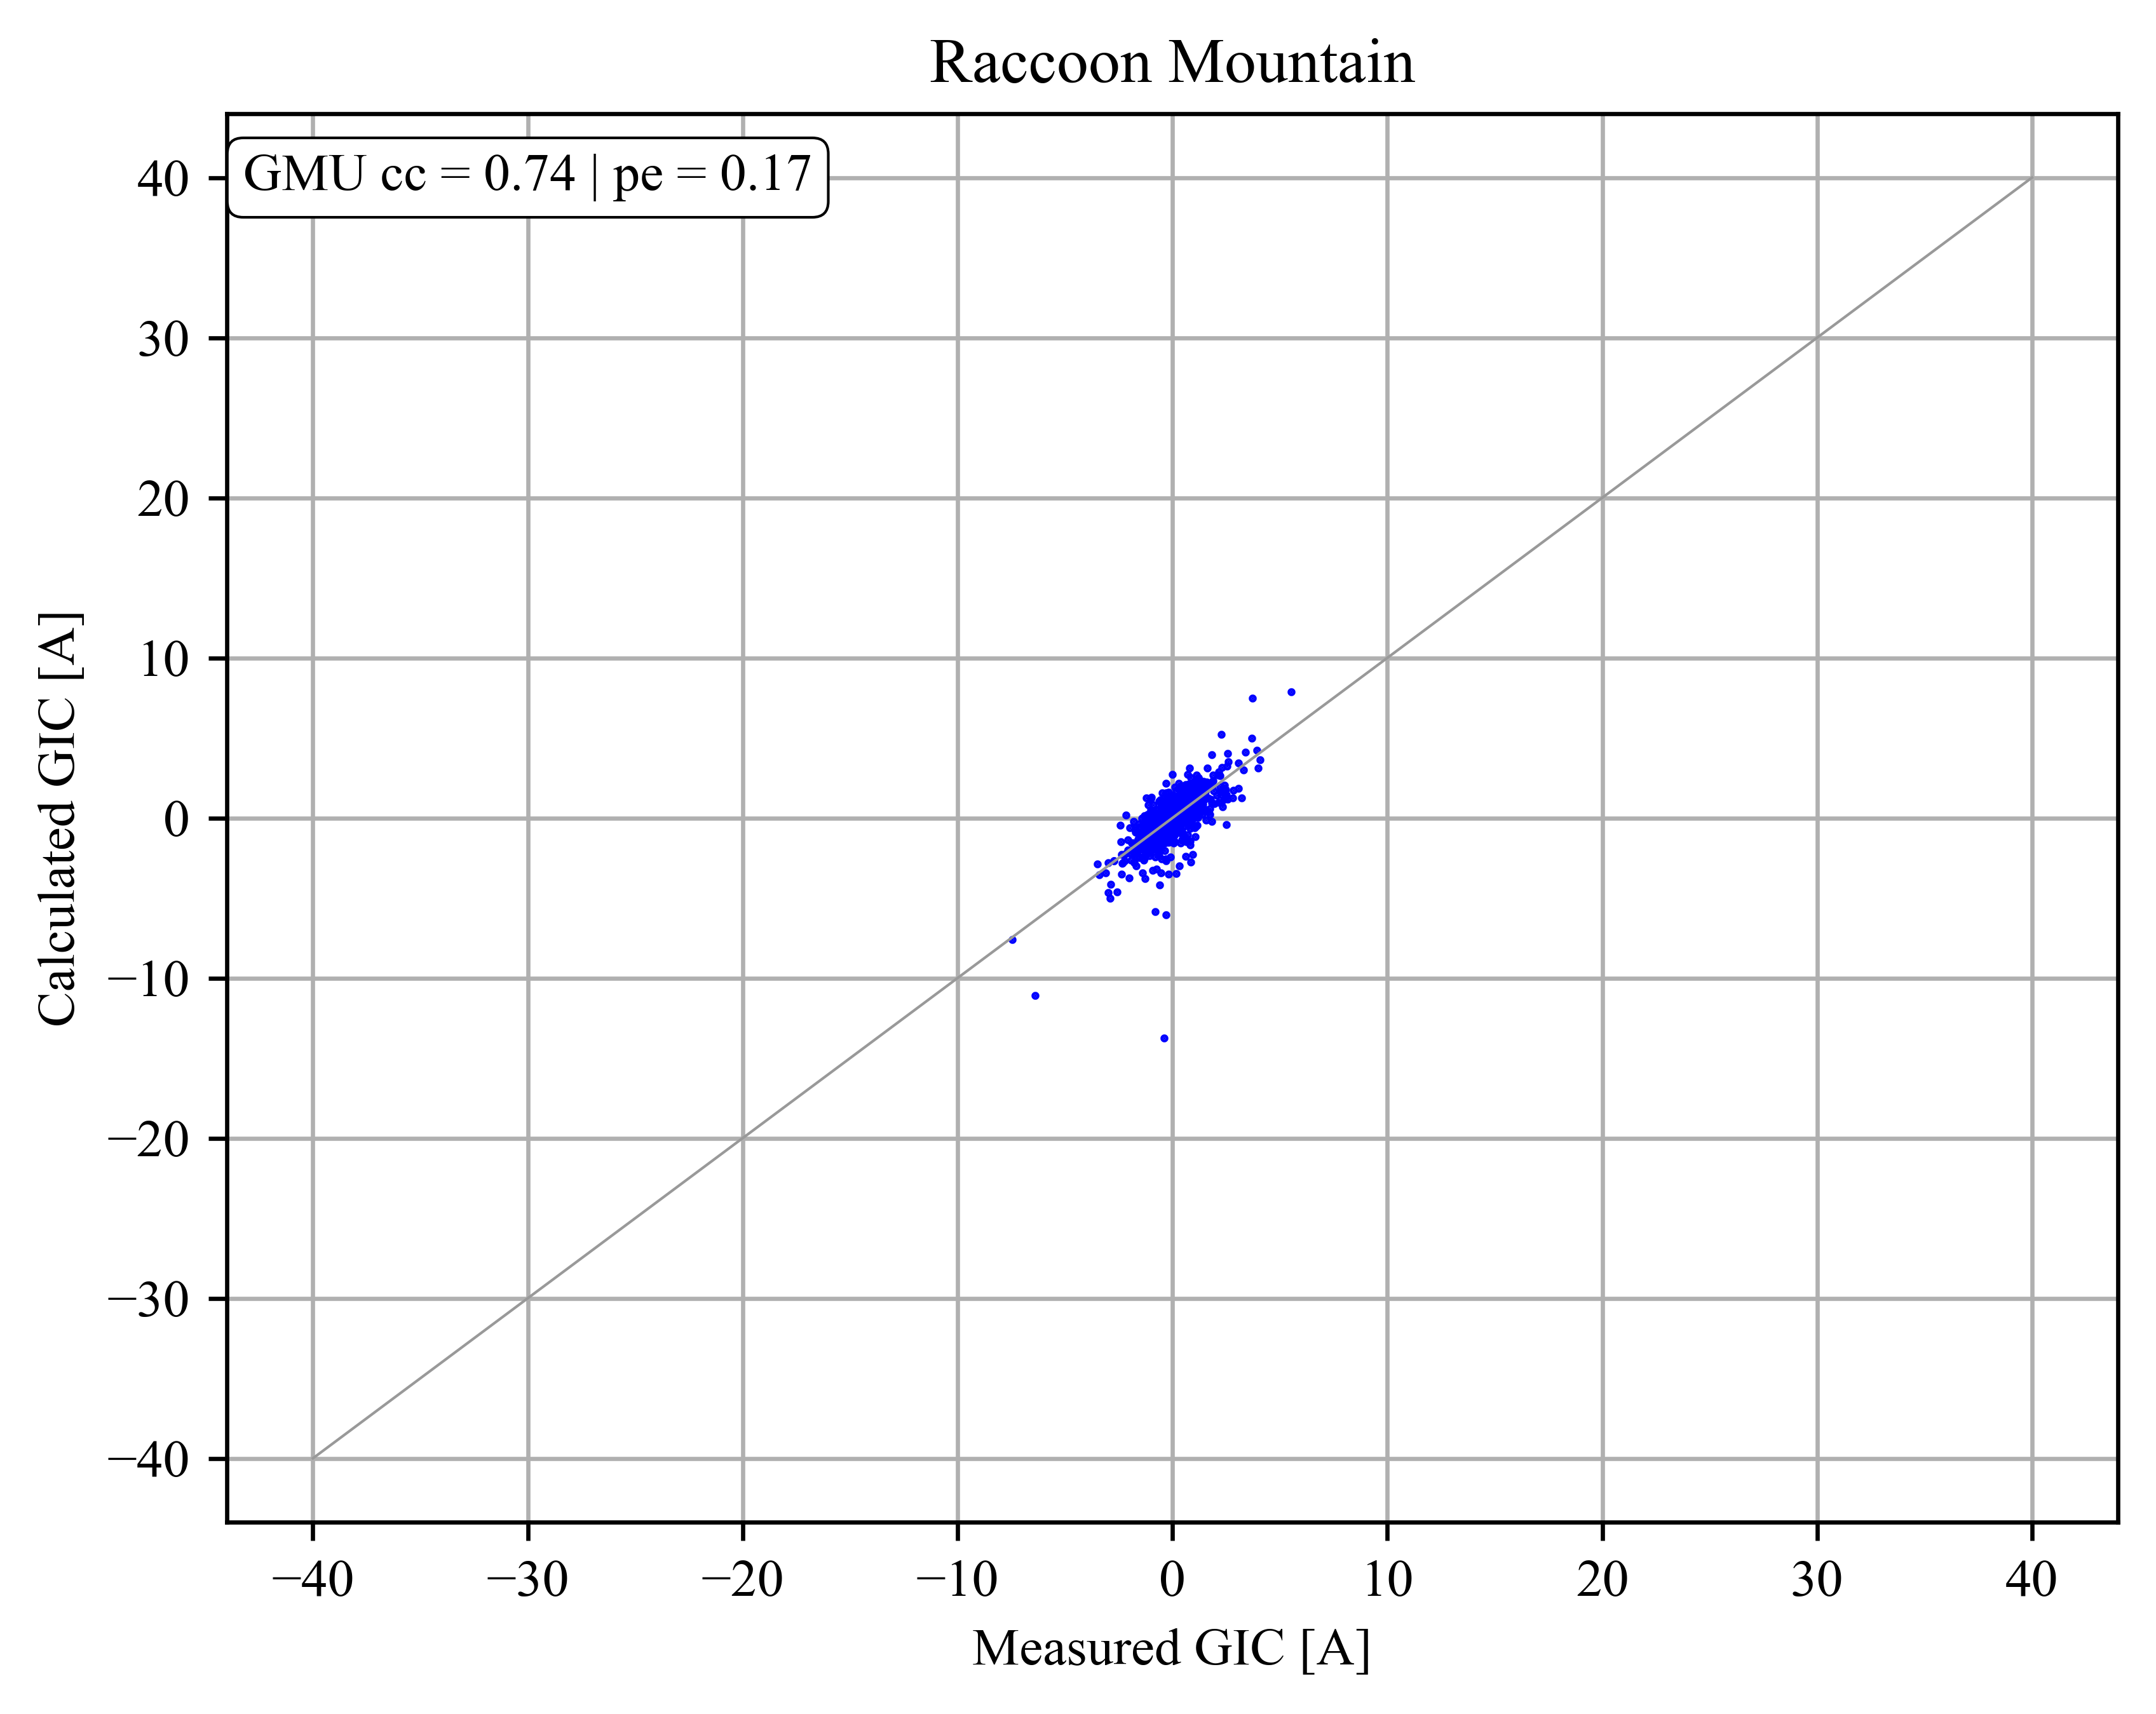 Raccoon Mountain
GMU cc = 0.74 | pe = 0.17
40
30
20
10
0
−10
−20
−30
−40
Calculated GIC [A]
−40 −30 −20 −10 0 10 20 30 40
Measured GIC [A]